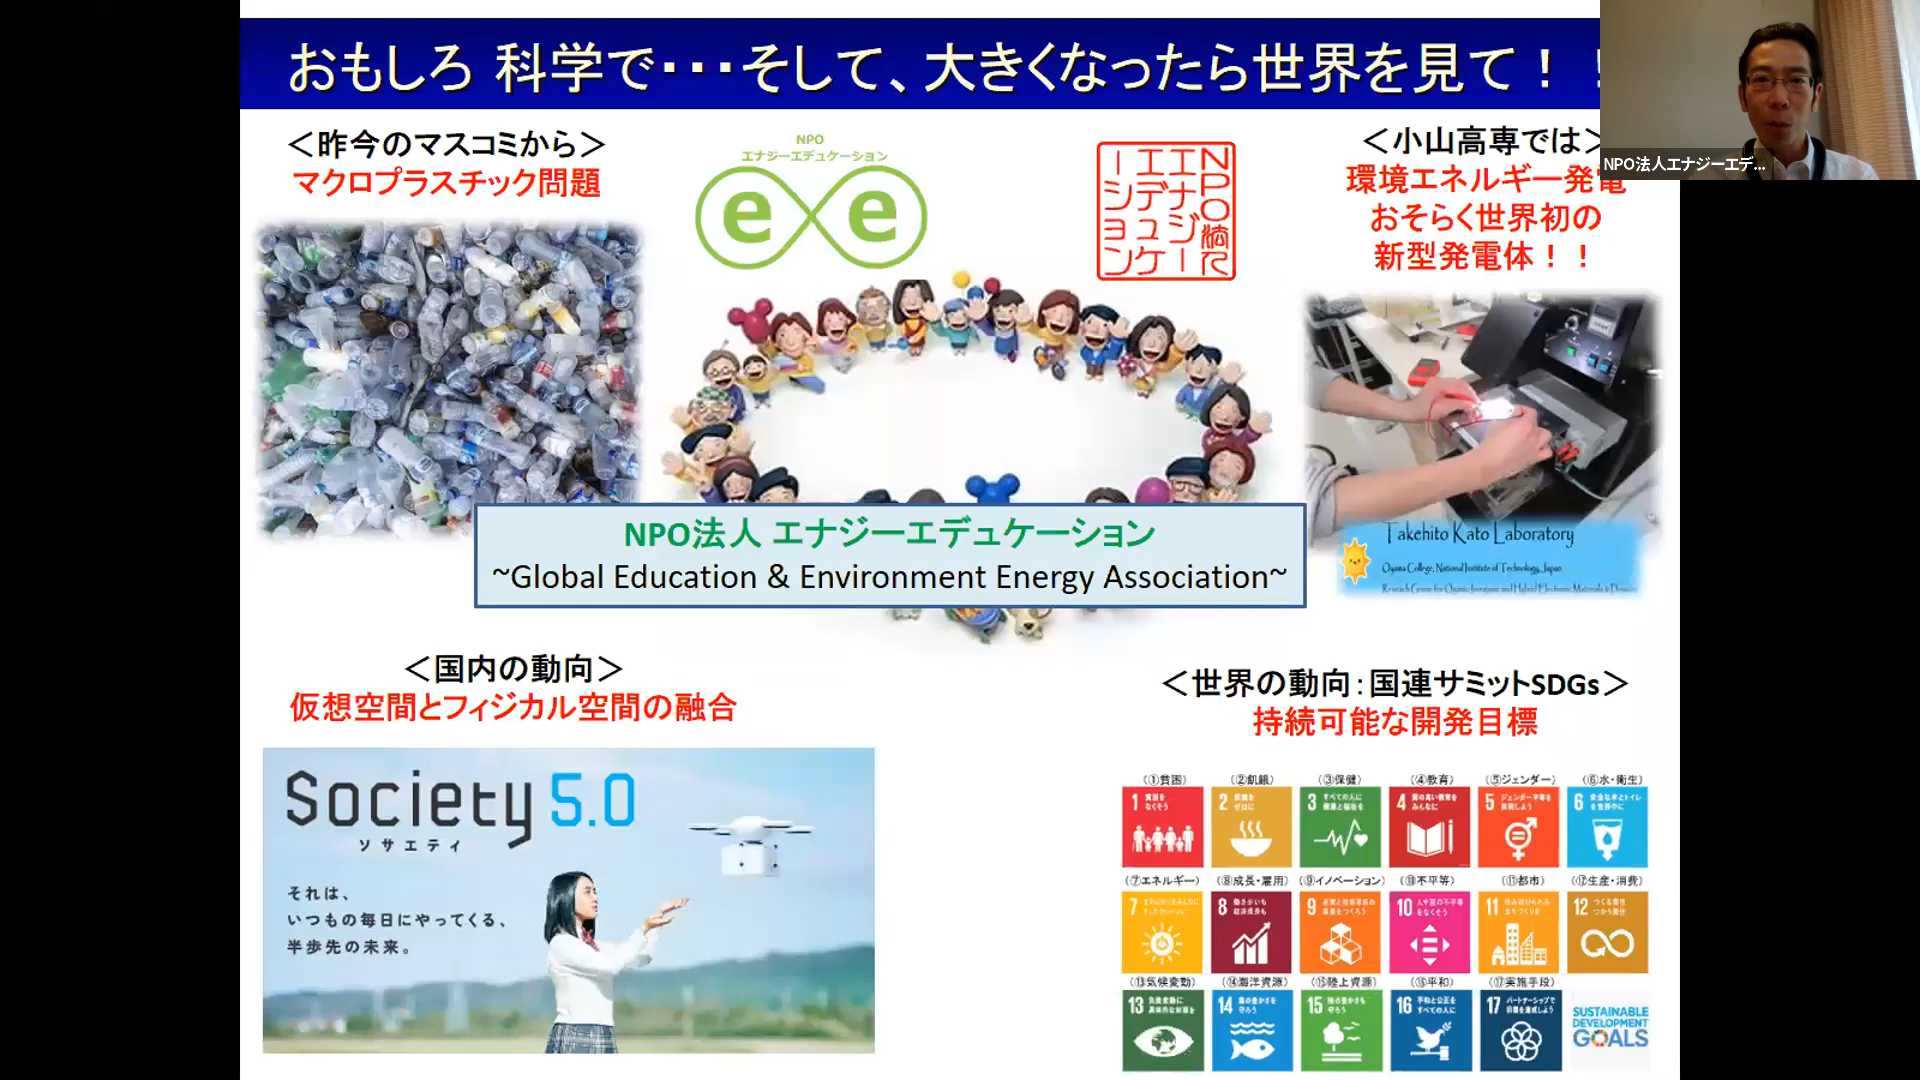 おもしろ 科学で・・・そして、大きくなったら世界を見て！！
NPO法人エナジーエデ...
＜昨今のマスコミから＞
マクロプラスチック問題
NPO
エナジーエデュケーション
exe
NPO法人
エナジー
エデュケ
ーション
＜小山高専では＞
環境エネルギー発電
おそらく世界初の
新型発電体！！
Takehito Kato Laboratory
Oyama College, National Institute of Technology, Japan
Research Group for Organic-Inorganic and Hybrid Electronic Materials & Devices
NPO法人 エナジーエデュケーション
~Global Education & Environment Energy Association~
＜国内の動向＞
仮想空間とフィジカル空間の融合
Society 5.0
ソサエティ
それは、
いつもの毎日にやってくる、
半歩先の未来。
＜世界の動向：国連サミットSDGs＞
持続可能な開発目標
(①貧困) (②飢餓) (③保健) (④教育) (⑤ジェンダー) (⑥水・衛生)
1 貧困をなくそう
2 飢餓をゼロに
3 すべての人に健康と福祉を
4 質の高い教育をみんなに
5 ジェンダー平等を実現しよう
6 安全な水とトイレを世界中に
(⑦エネルギー) (⑧成長・雇用) (⑨イノベーション) (⑩不平等) (⑪都市) (⑫生産・消費)
7 エネルギーをみんなにそしてクリーンに
8 働きがいも経済成長も
9 産業と技術革新の基盤をつくろう
10 人や国の不平等をなくそう
11 住み続けられるまちづくりを
12 つくる責任つかう責任
(⑬気候変動) (⑭海洋資源) (⑮陸上資源) (⑯平和) (⑰実施手段)
13 気候変動に具体的な対策を
14 海の豊かさを守ろう
15 陸の豊かさも守ろう
16 平和と公正をすべての人に
17 パートナーシップで目標を達成しよう
SUSTAINABLE
DEVELOPMENT
GOALS